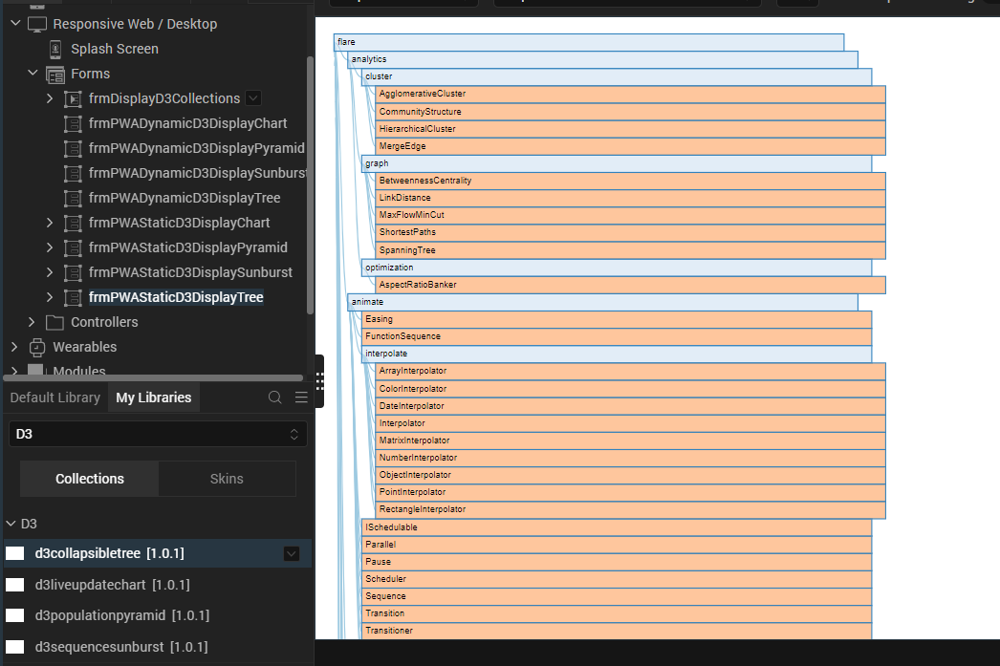 Responsive Web / Desktop
Splash Screen
Forms
frmDisplayD3Collections
frmPWADynamicD3DisplayChart
frmPWADynamicD3DisplayPyramid
frmPWADynamicD3DisplaySunburst
frmPWADynamicD3DisplayTree
frmPWAStaticD3DisplayChart
frmPWAStaticD3DisplayPyramid
frmPWAStaticD3DisplaySunburst
frmPWAStaticD3DisplayTree
Controllers
Wearables
Modules
Default Library My Libraries
D3
Collections Skins
D3
d3collapsibletree [1.0.1]
d3liveupdatechart [1.0.1]
d3populationpyramid [1.0.1]
d3sequencesunburst [1.0.1]
flare
analytics
cluster
AgglomerativeCluster
CommunityStructure
HierarchicalCluster
MergeEdge
graph
BetweennessCentrality
LinkDistance
MaxFlowMinCut
ShortestPaths
SpanningTree
optimization
AspectRatioBanker
animate
Easing
FunctionSequence
interpolate
ArrayInterpolator
ColorInterpolator
DateInterpolator
Interpolator
MatrixInterpolator
NumberInterpolator
ObjectInterpolator
PointInterpolator
RectangleInterpolator
ISchedulable
Parallel
Pause
Scheduler
Sequence
Transition
Transitioner